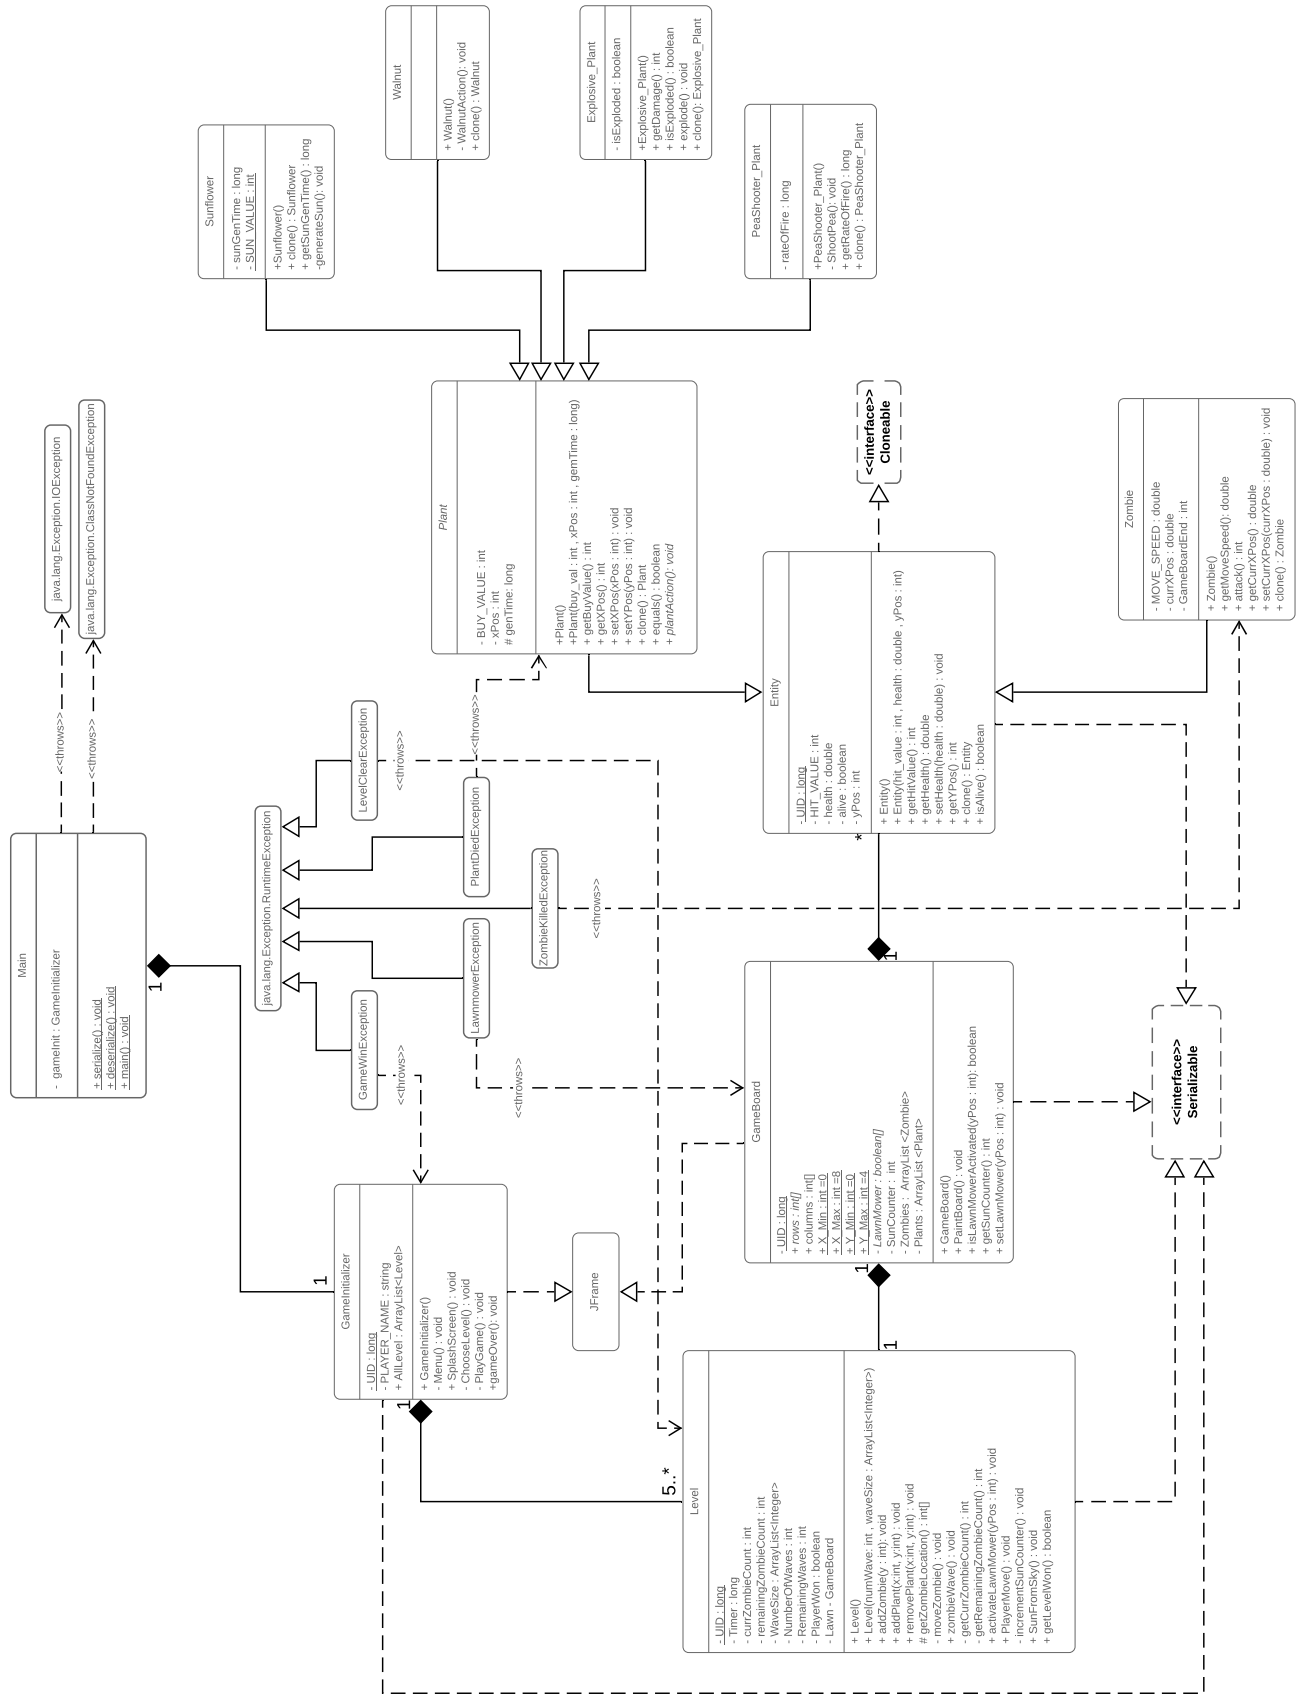 Main
- gameInit : GameInitializer
+ serialize() : void
+ deserialize() : void
+ main() : void
1
1
<<throws>>
<<throws>>
java.lang.Exception.IOException
java.lang.Exception.ClassNotFoundException
Sunflower
- sunGenTime : long
- SUN_VALUE : int
+Sunflower()
+ clone() : Sunflower
+ getSunGenTime() : long
-generateSun(): void
Walnut
+ Walnut()
- WalnutAction(): void
+ clone() : Walnut
Explosive_Plant
- isExploded : boolean
+Explosive_Plant()
+ getDamage() : int
+ isExploded() : boolean
+ explode() : void
+ clone(): Explosive_Plant
PeaShooter_Plant
- rateOfFire : long
+PeaShooter_Plant()
- ShootPea(): void
+ getRateOfFire() : long
+ clone() : PeaShooter_Plant
java.lang.Exception.RuntimeException
GameWinException
LawnmowerException
ZombieKilledException
PlantDiedException
LevelClearException
<<throws>>
<<throws>>
<<throws>>
<<throws>>
<<throws>>
GameInitializer
- UID : long
- PLAYER_NAME : string
+ AllLevel : ArrayList<Level>
+ GameInitializer()
- Menu() : void
+ SplashScreen() : void
- ChooseLevel() : void
- PlayGame() : void
+gameOver(): void
1
5..*
JFrame
Plant
- BUY_VALUE : int
- xPos : int
# genTime: long
+Plant()
+Plant(buy_val : int , xPos : int , gemTime : long)
+ getBuyValue() : int
+ getXPos() : int
+ setXPos(xPos : int) : void
+ setYPos(yPos : int) : void
+ clone() : Plant
+ equals() : boolean
+ plantAction(): void
Level
- UID : long
- Timer : long
- currZombieCount : int
- remainingZombieCount : int
- WaveSize : ArrayList<Integer>
- NumberOfWaves : int
- RemainingWaves : int
- PlayerWon : boolean
- Lawn - GameBoard
+ Level()
+ Level(numWave: int , waveSize : ArrayList<Integer>)
+ addZombie(y : int): void
+ addPlant(x:int, y:int) : void
+ removePlant(x:int, y:int) : void
# getZombieLocation() : int[]
- moveZombie() : void
+ zombieWave() : void
- getCurrZombieCount() : int
- getRemainingZombieCount() : int
+ activateLawnMower(yPos : int) : void
+ PlayerMove() : void
- incrementSunCounter() : void
+ SunFromSky() : void
+ getLevelWon() : boolean
1
1
GameBoard
- UID : long
+ rows : int[]
+ columns : int[]
+ X_Min : int =0
+ X_Max : int =8
+ Y_Min : int =0
+ Y_Max : int =4
- LawnMower : boolean[]
- SunCounter : int
- Zombies : ArrayList <Zombie>
- Plants : ArrayList <Plant>
+ GameBoard()
+ PaintBoard() : void
+ isLawnMowerActivated(yPos : int): boolean
+ getSunCounter() : int
+ setLawnMower(yPos : int) : void
1
*
Entity
- UID : long
- HIT_VALUE : int
- health : double
- alive : boolean
- yPos : int
+ Entity()
+ Entity(hit_value : int , health : double , yPos : int)
+ getHitValue() : int
+ getHealth() : double
+ setHealth(health : double) : void
+ getYPos() : int
+ clone() : Entity
+ isAlive() : boolean
<<interface>>
Cloneable
<<interface>>
Serializable
Zombie
- MOVE_SPEED : double
- currXPos : double
- GameBoardEnd : int
+ Zombie()
+ getMoveSpeed(): double
+ attack() : int
+ getCurrXPos() : double
+ setCurrXPos(currXPos : double) : void
+ clone() : Zombie